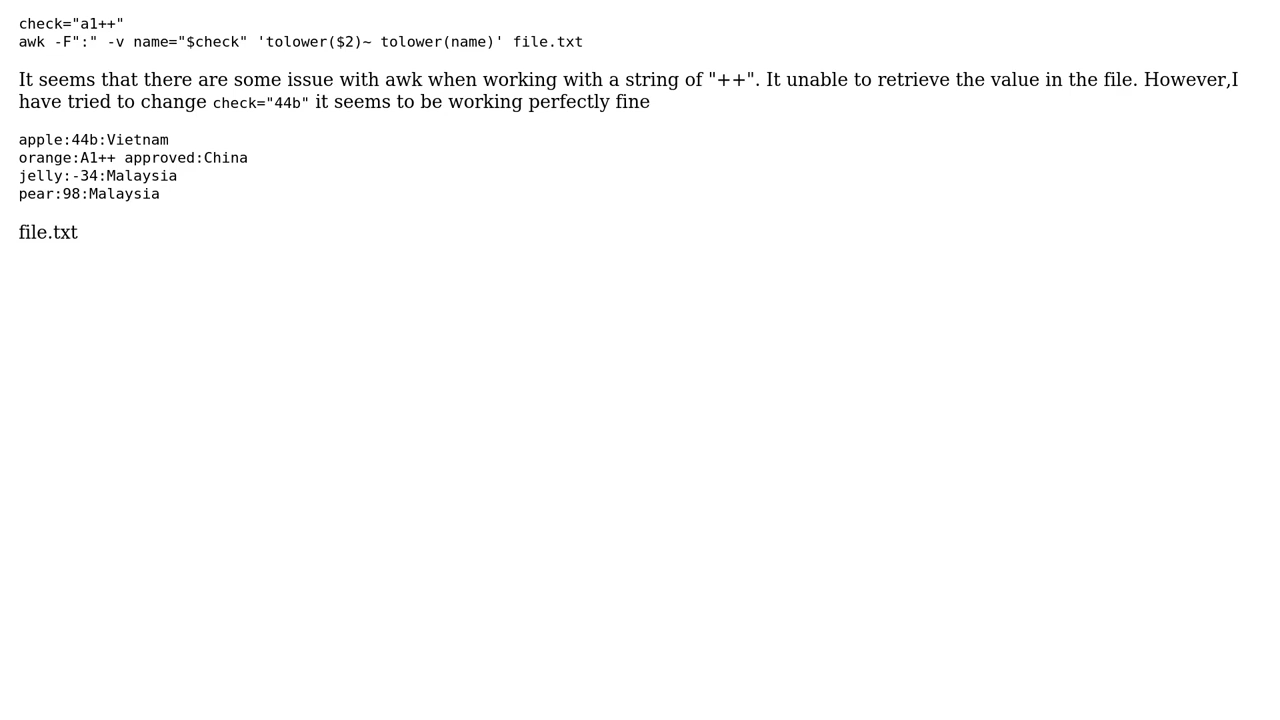 check="a1++"
awk -F":" -v name="$check" 'tolower($2)~ tolower(name)' file.txt
It seems that there are some issue with awk when working with a string of "++". It unable to retrieve the value in the file. However,I
have tried to change check="44b" it seems to be working perfectly fine
apple:44b:Vietnam
orange:A1++ approved:China
jelly:-34:Malaysia
pear:98:Malaysia
file.txt